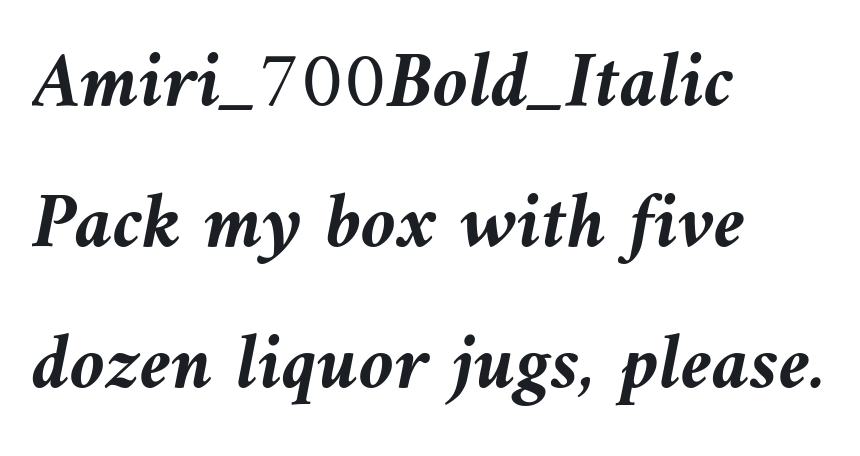 Amiri_700Bold_Italic
Pack my box with five
dozen liquor jugs, please.